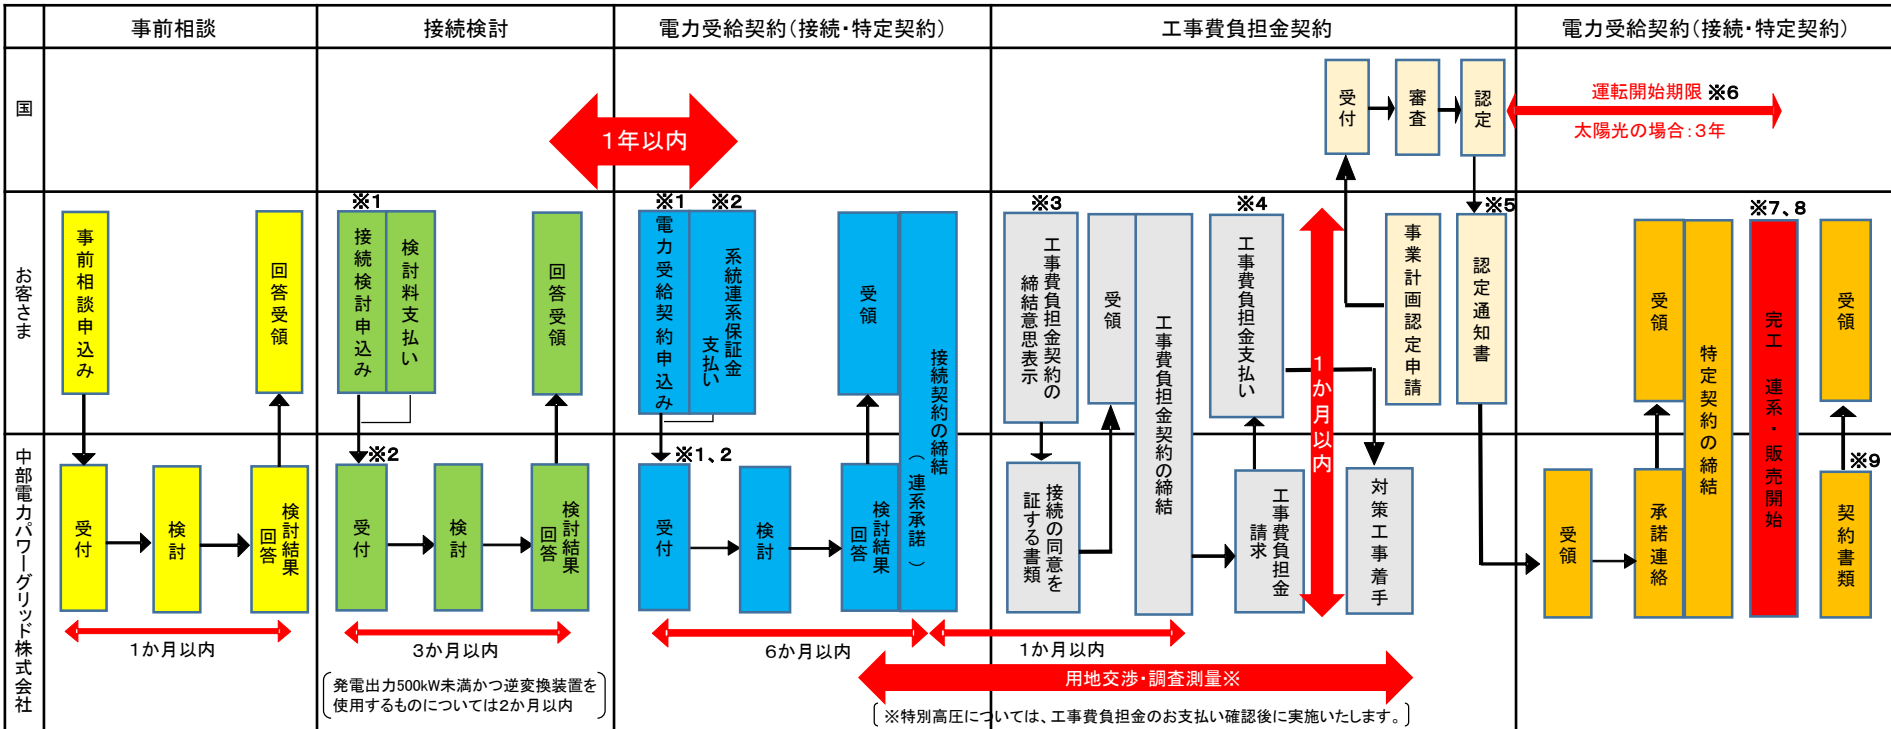 事前相談
接続検討
電力受給契約(接続・特定契約)
工事費負担金契約
電力受給契約(接続・特定契約)
国
1年以内
受付
審査
認定
運転開始期限 ※6
太陽光の場合:3年
お客さま
事前相談申込み
回答受領
※1
接続検討申込み
検討料支払い
回答受領
※1
電力受給契約申込み
※2
系統連系保証金
支払い
受領
接続契約の締結
(連系承諾)
※3
工事費負担金契約の
締結意思表示
受領
工事費負担金契約の締結
※4
工事費負担金支払い
1か月以内
事業計画認定申請
※5
認定通知書
受領
特定契約の締結
※7、8
完工 連系・販売開始
受領
中部電力パワーグリッド株式会社
受付
検討
検討結果
回答
※2
受付
検討
検討結果
回答
※1、2
受付
検討
検討結果
回答
接続の同意を
証する書類
工事費負担金
請求
対策工事着手
受領
承諾連絡
※9
契約書類
1か月以内
3か月以内
6か月以内
1か月以内
発電出力500kW未満かつ逆変換装置を
使用するものについては2か月以内
用地交渉・調査測量※
※特別高圧については、工事費負担金のお支払い確認後に実施いたします。